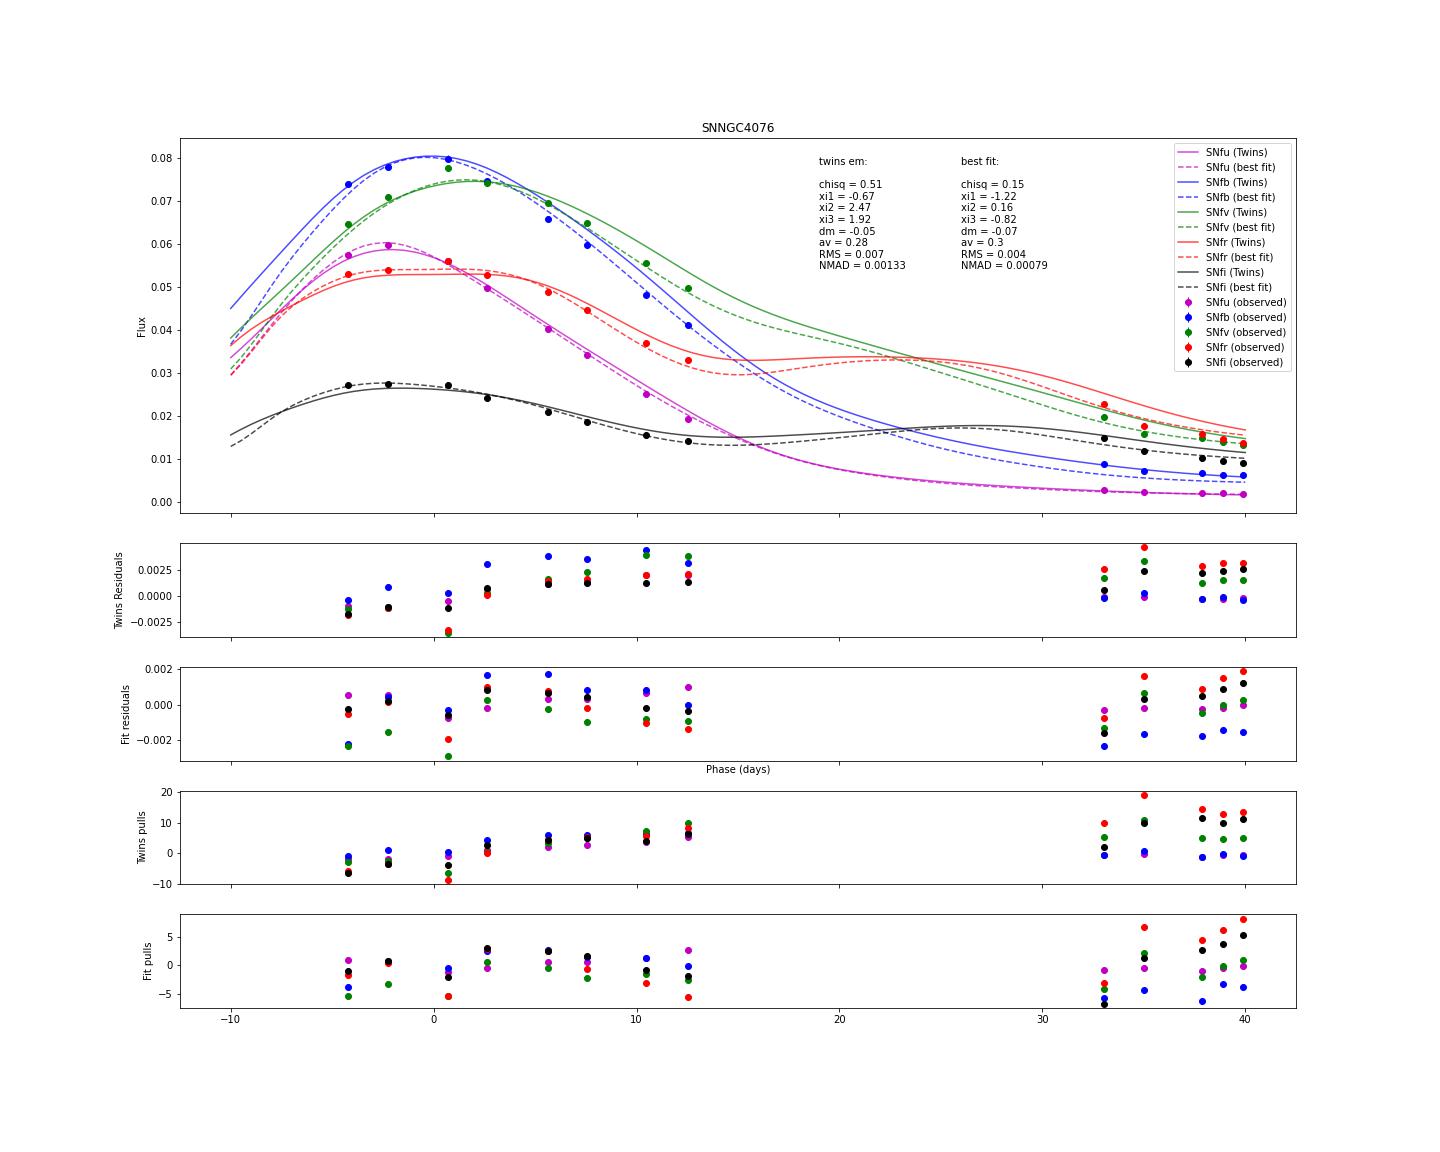 SNNGC4076
Flux
0.08
0.07
0.06
0.05
0.04
0.03
0.02
0.01
0.00
twins em:
chisq = 0.51
xi1 = -0.67
xi2 = 2.47
xi3 = 1.92
dm = -0.05
av = 0.28
RMS = 0.007
NMAD = 0.00133
best fit:
chisq = 0.15
xi1 = -1.22
xi2 = 0.16
xi3 = -0.82
dm = -0.07
av = 0.3
RMS = 0.004
NMAD = 0.00079
SNfu (Twins)
SNfu (best fit)
SNfb (Twins)
SNfb (best fit)
SNfv (Twins)
SNfv (best fit)
SNfr (Twins)
SNfr (best fit)
SNfi (Twins)
SNfi (best fit)
SNfu (observed)
SNfb (observed)
SNfv (observed)
SNfr (observed)
SNfi (observed)
Twins Residuals
0.0025
0.0000
−0.0025
Fit residuals
0.002
0.000
−0.002
Phase (days)
Twins pulls
20
10
0
−10
Fit pulls
5
0
−5
−10
0
10
20
30
40